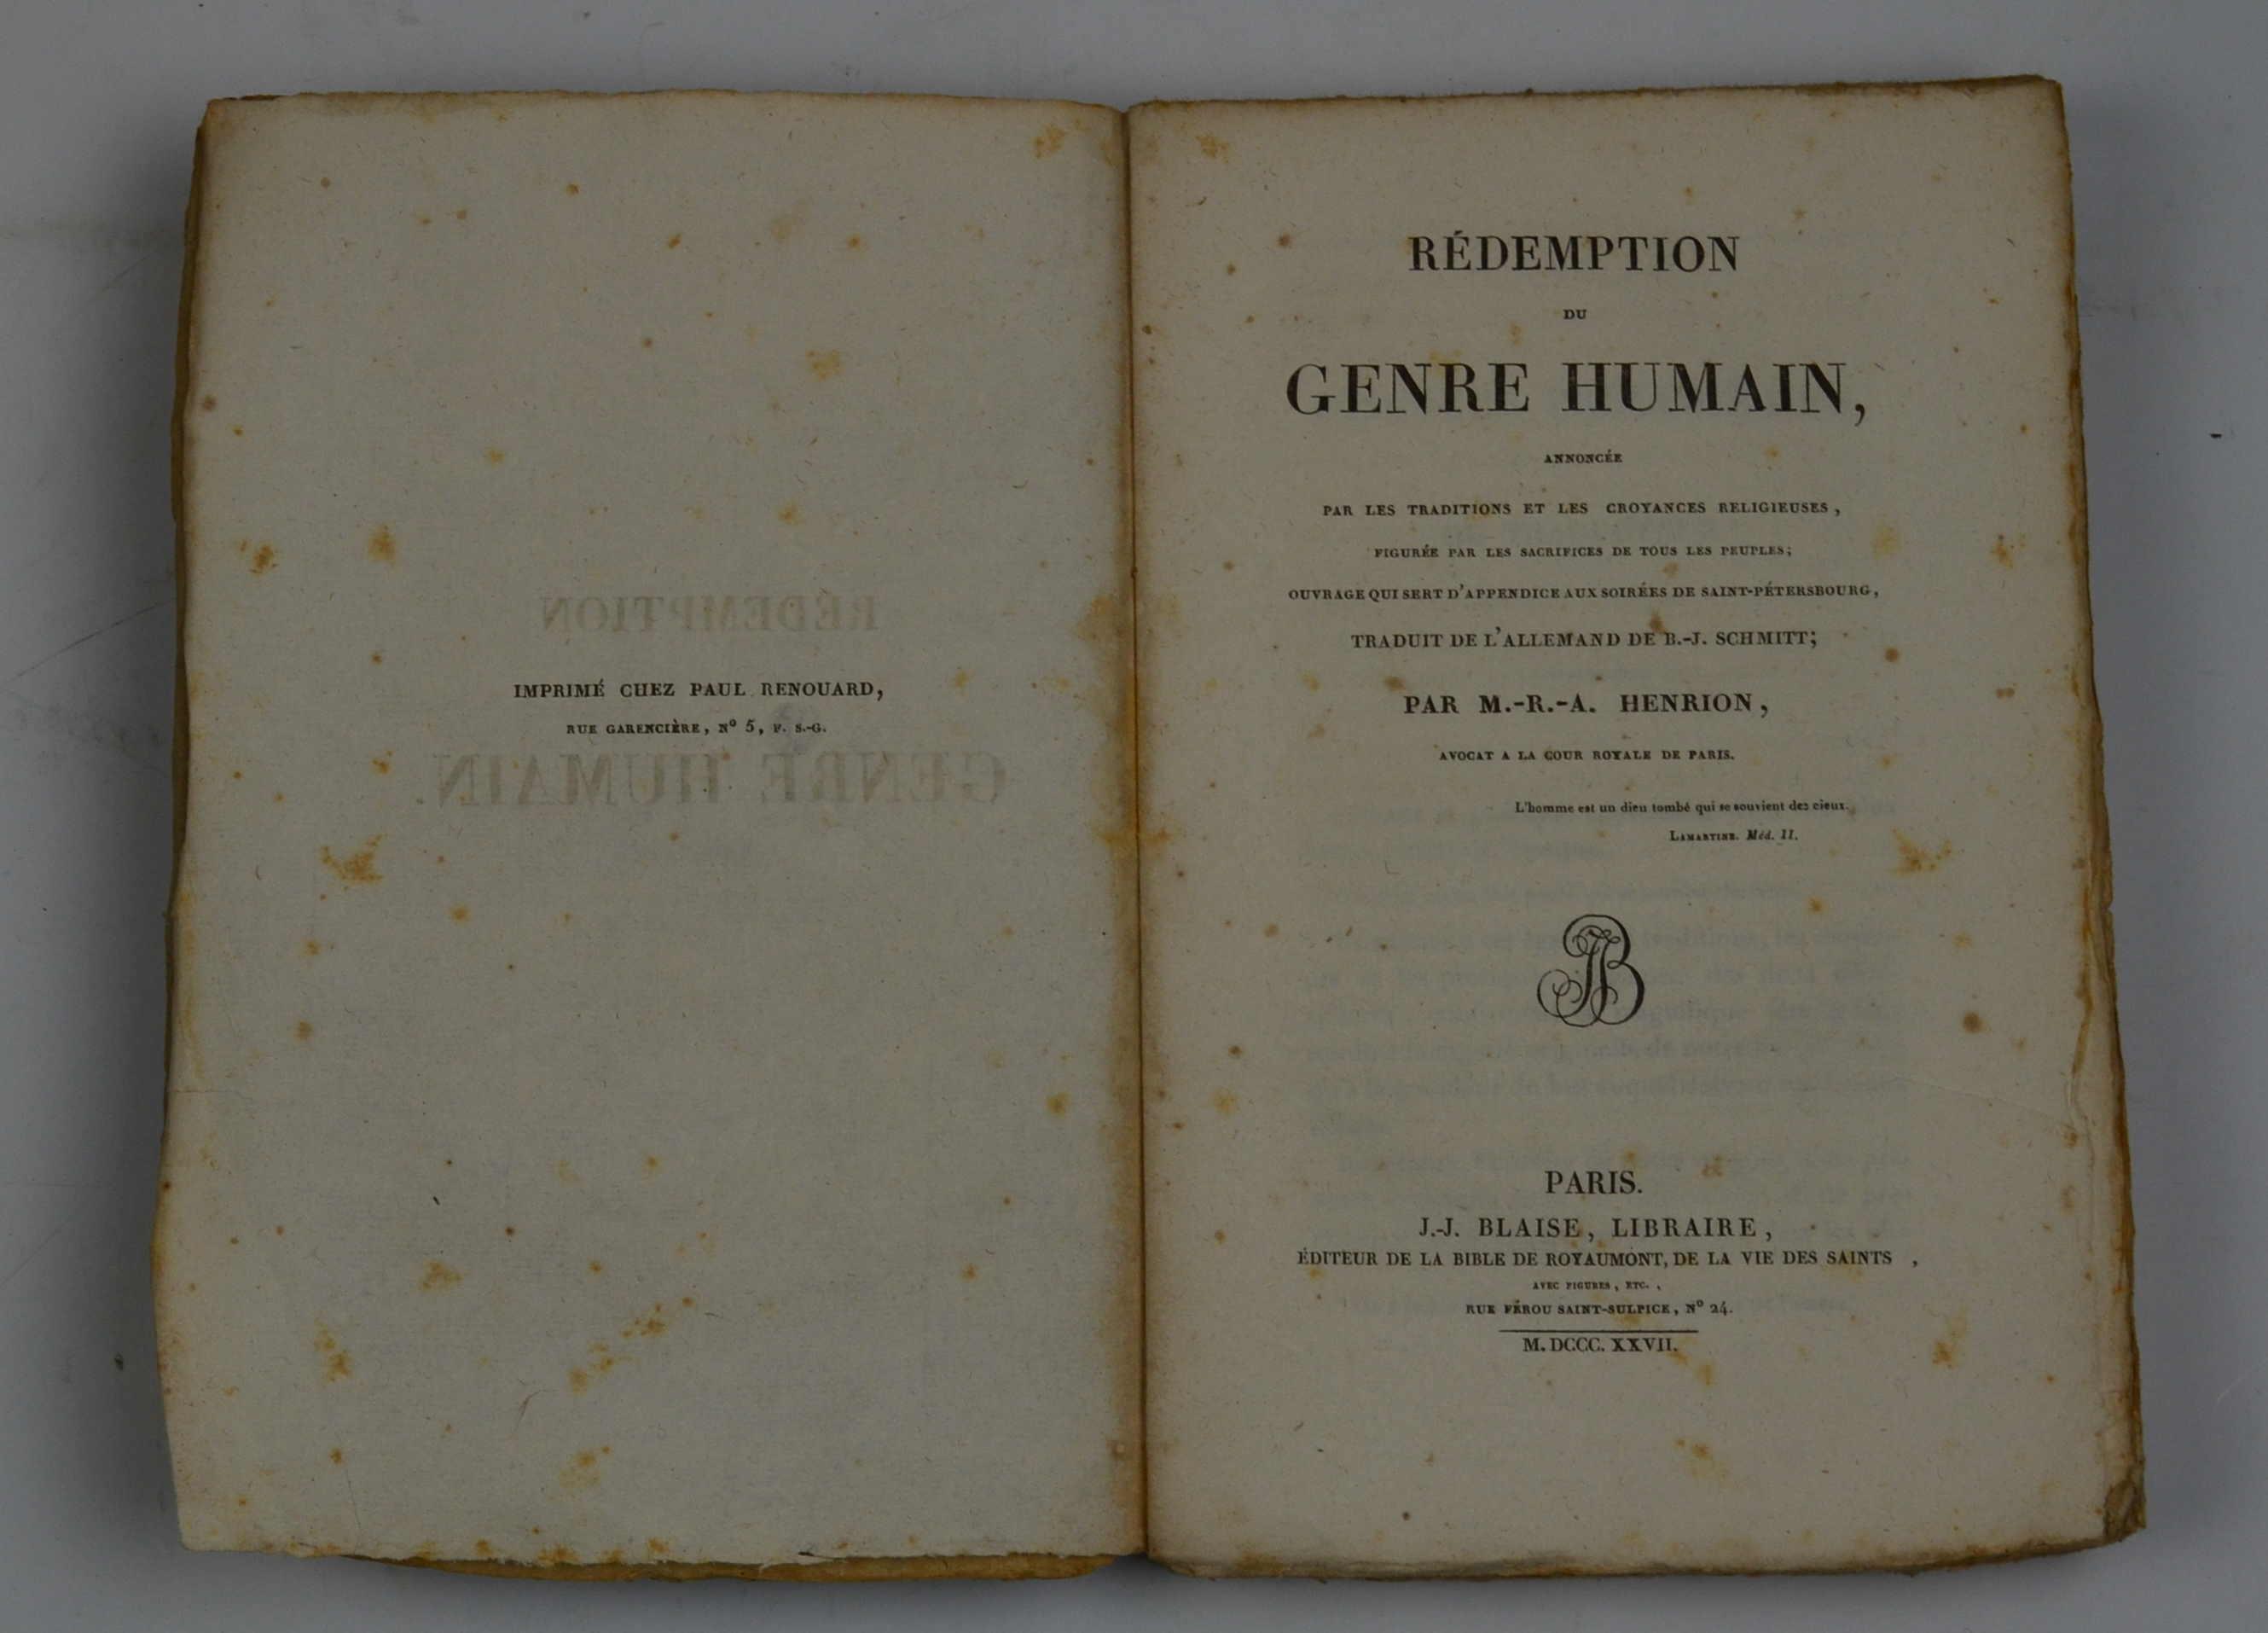 IMPRIMÉ CHEZ PAUL RENOUARD,
RUE GARENCIÈRE, Nº 5, F. S.-G.
RÉDEMPTION
DU
GENRE HUMAIN,
ANNONCÉE
PAR LES TRADITIONS ET LES CROYANCES RELIGIEUSES,
FIGURÉE PAR LES SACRIFICES DE TOUS LES PEUPLES;
OUVRAGE QUI SERT D'APPENDICE AUX SOIRÉES DE SAINT-PÉTERSBOURG,
TRADUIT DE L'ALLEMAND DE B.-J. SCHMITT;
PAR M.-R.-A. HENRION,
AVOCAT A LA COUR ROYALE DE PARIS.
L'homme est un dieu tombé qui se souvient des cieux.
LAMARTINE. Méd. II.
JB
PARIS.
J.-J. BLAISE, LIBRAIRE,
ÉDITEUR DE LA BIBLE DE ROYAUMONT, DE LA VIE DES SAINTS,
AVEC FIGURES, ETC.,
RUE FÉROU SAINT-SULPICE, Nº 24.
M. DCCC. XXVII.